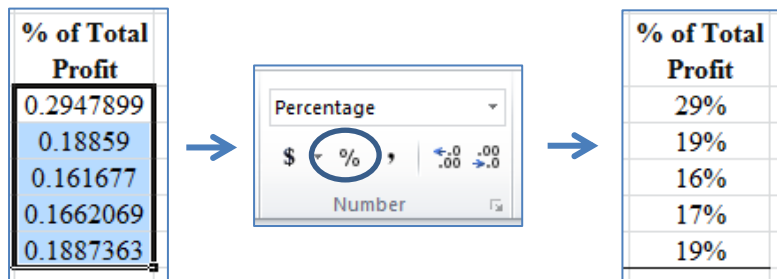 % of Total
Profit
0.2947899
0.18859
0.161677
0.1662069
0.1887363
Percentage
$ % , .0 .00 .00 .0
Number
% of Total
Profit
29%
19%
16%
17%
19%